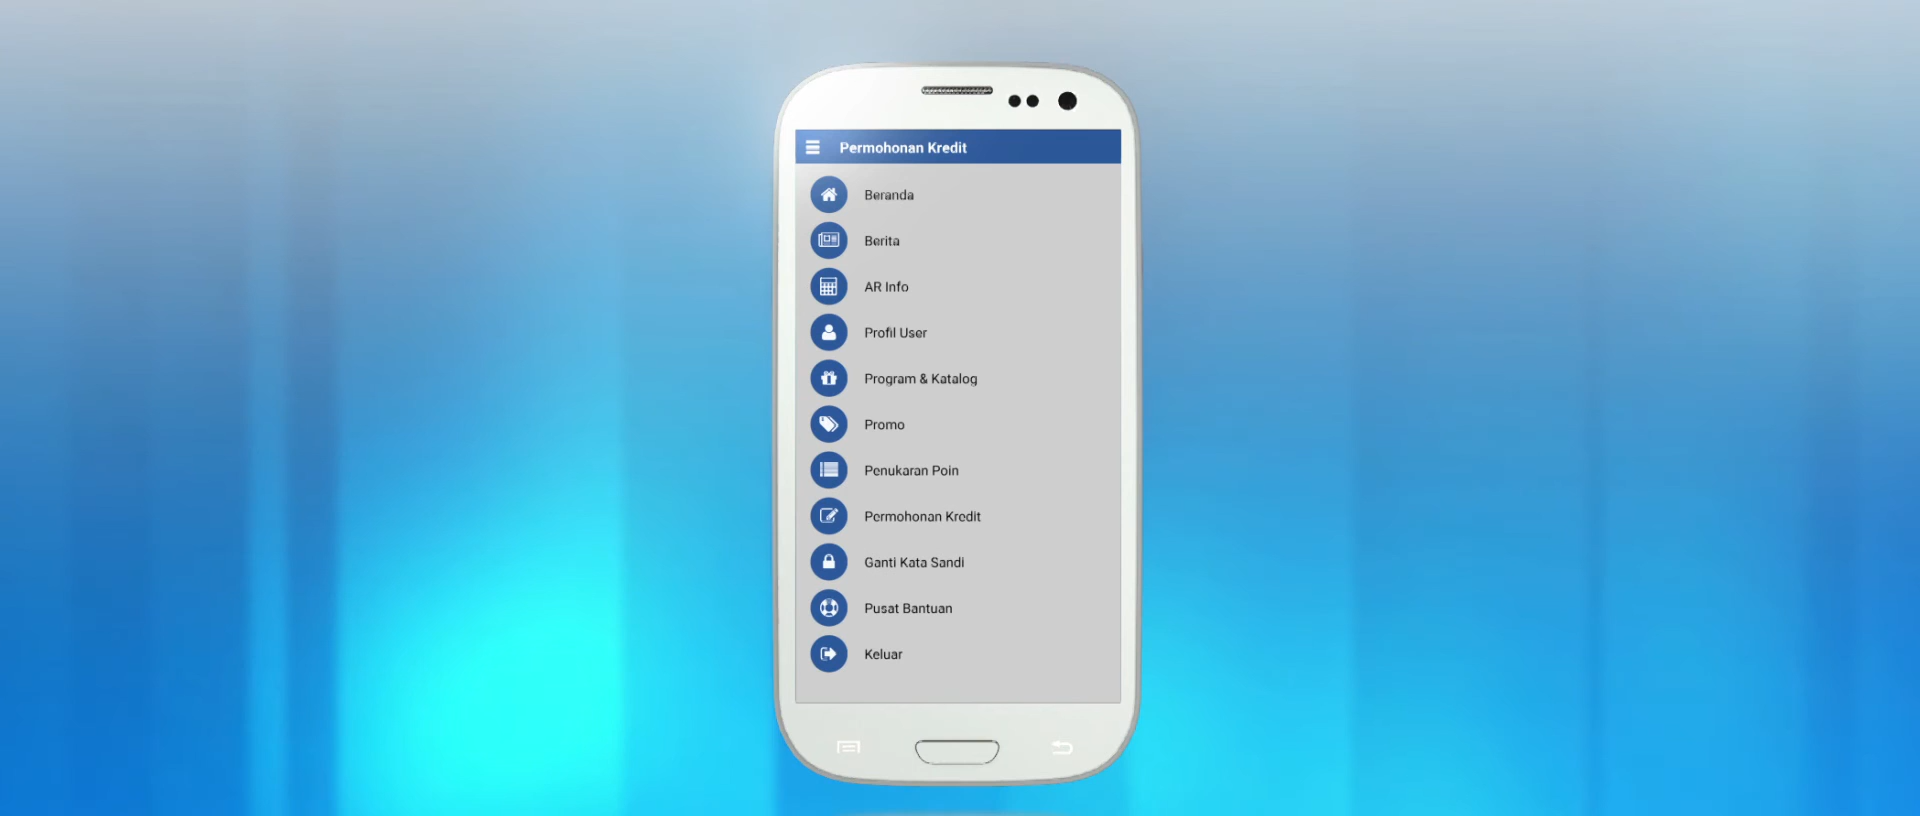 Permohonan Kredit
Beranda
Berita
AR Info
Profil User
Program & Katalog
Promo
Penukaran Poin
Permohonan Kredit
Ganti Kata Sandi
Pusat Bantuan
Keluar